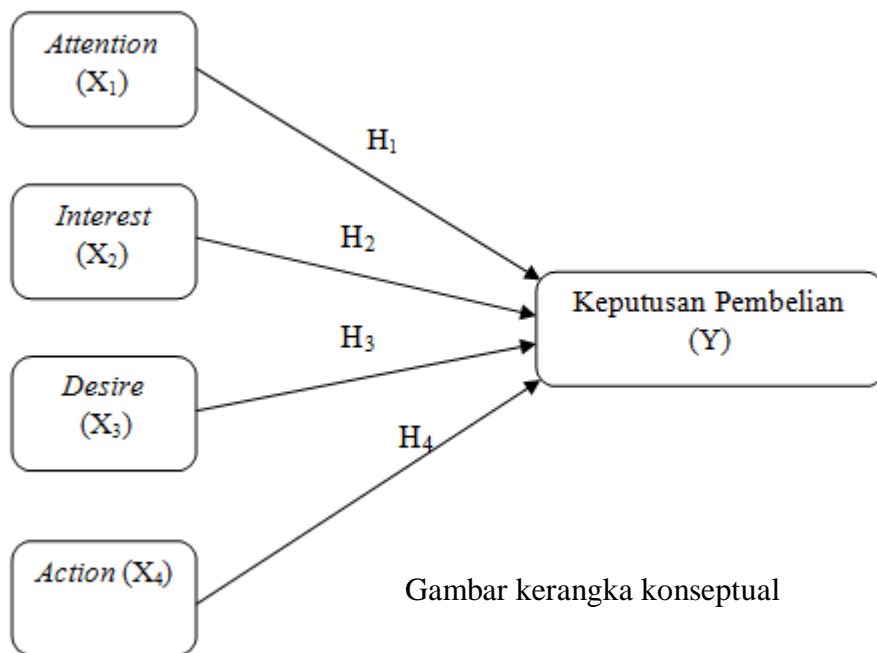 Attention
(X₁)
H₁
Interest
(X₂)
H₂
Keputusan Pembelian
(Y)
H₃
Desire
(X₃)
H₄
Action (X₄)
Gambar kerangka konseptual